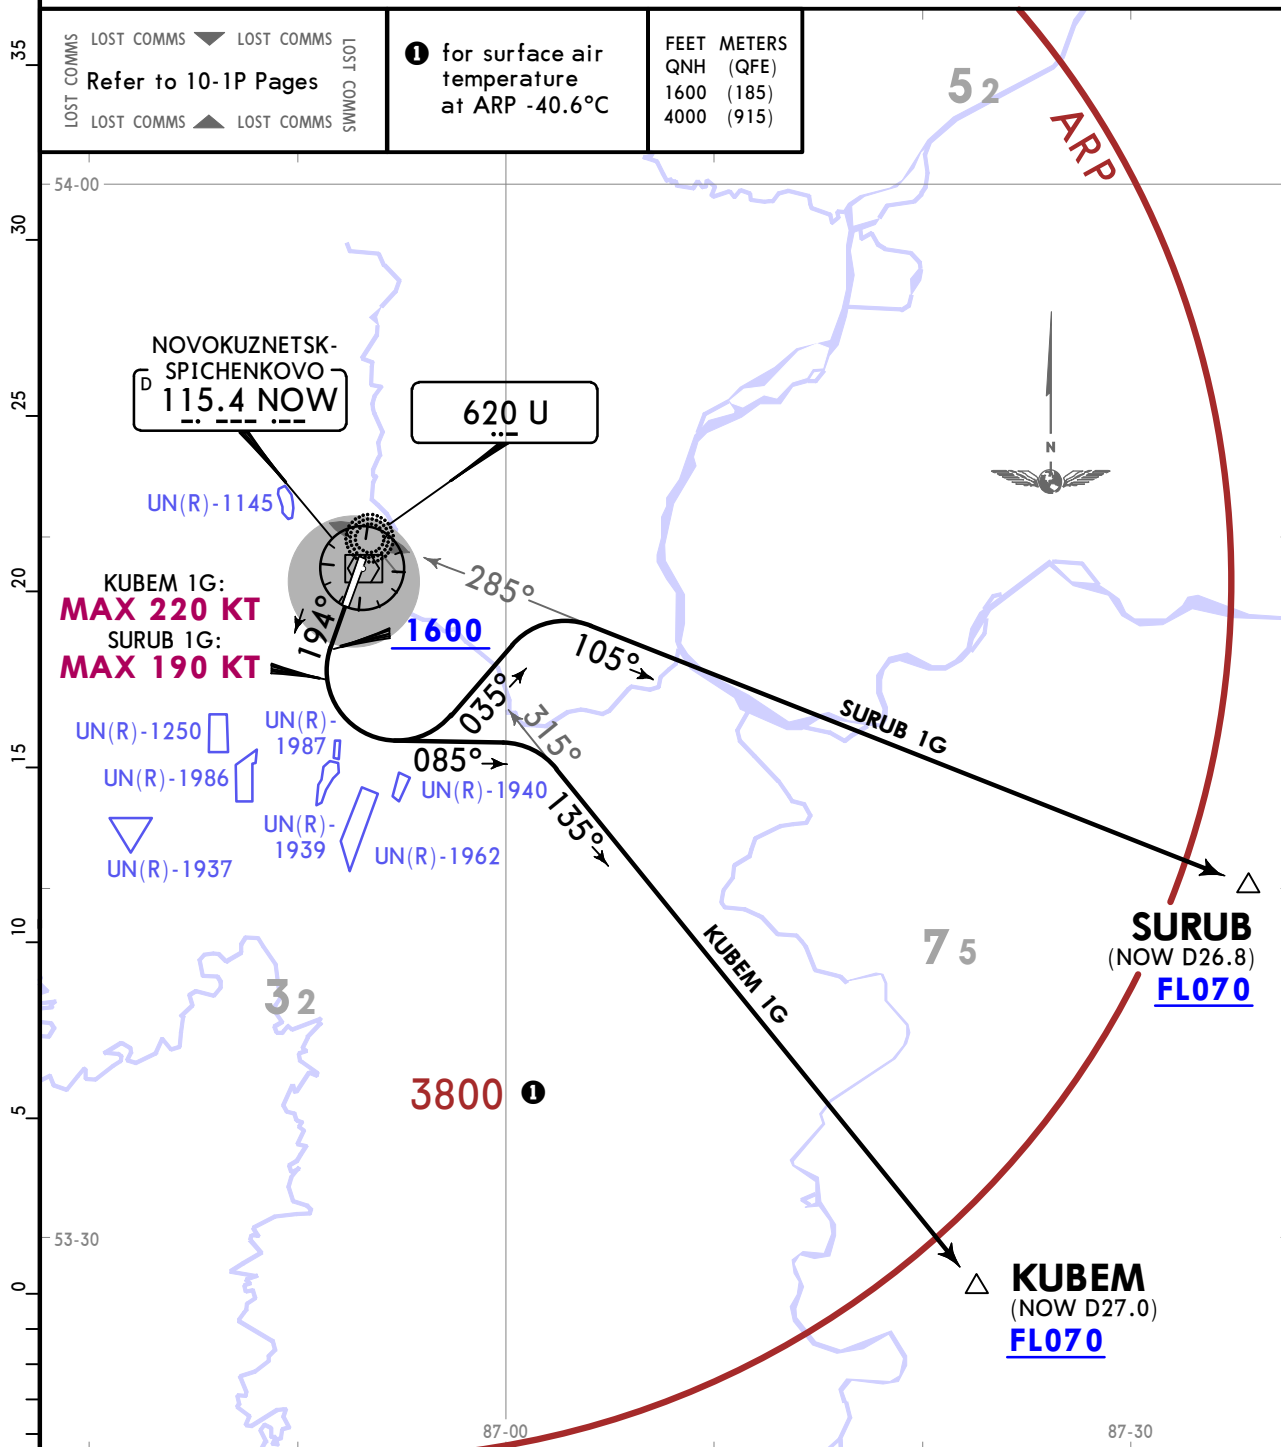 LOST COMMS LOST COMMS
LOST COMMS
Refer to 10-1P Pages
LOST COMMS
LOST COMMS LOST COMMS
1 for surface air
temperature
at ARP -40.6°C
FEET METERS
QNH (QFE)
1600 (185)
4000 (915)
35
30
25
20
15
10
5
0
54-00
52
ARP
NOVOKUZNETSK-
SPICHENKOVO
D 115.4 NOW
620 U
N
UN(R)-1145
KUBEM 1G:
MAX 220 KT
SURUB 1G:
MAX 190 KT
194°
1600
285°
105°
035°
315°
085°
135°
SURUB 1G
UN(R)-1250
UN(R)-
1987
UN(R)-1986
UN(R)-1940
UN(R)-
1939
UN(R)-1962
UN(R)-1937
KUBEM 1G
75
SURUB
(NOW D26.8)
FL070
32
3800 1
53-30
KUBEM
(NOW D27.0)
FL070
87-00
87-30